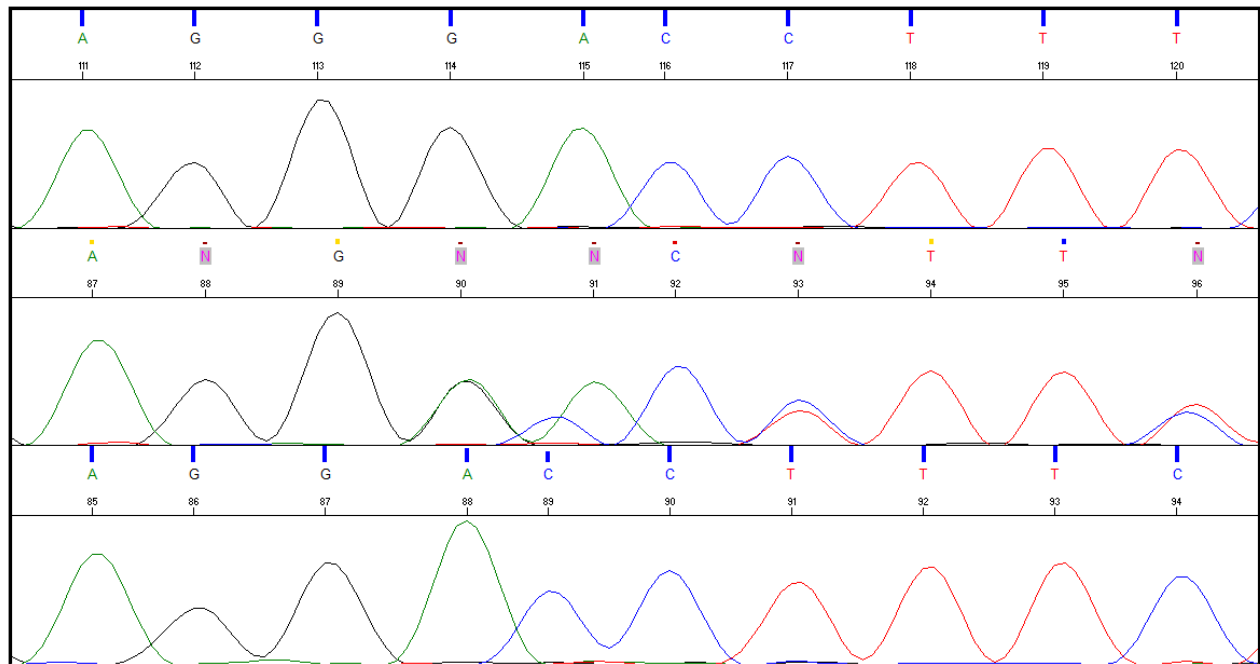 A G G G A C C T T T
111 112 113 114 115 116 117 118 119 120
A N G N N C N T T N
87 88 89 90 91 92 93 94 95 96
A G G A C C T T T C
85 86 87 88 89 90 91 92 93 94